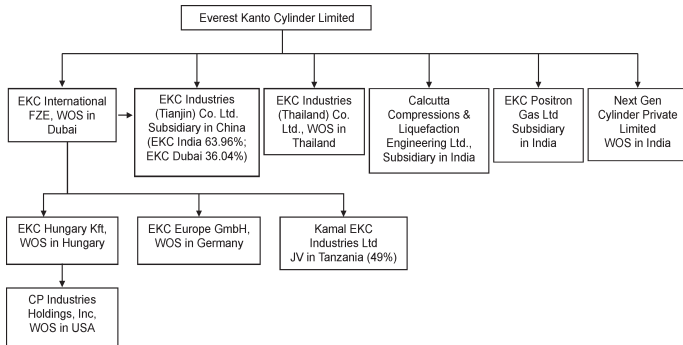 Everest Kanto Cylinder Limited
EKC International
FZE, WOS in
Dubai
EKC Industries
(Tianjin) Co. Ltd.
Subsidiary in China
(EKC India 63.96%;
EKC Dubai 36.04%)
EKC Industries
(Thailand) Co.
Ltd., WOS in
Thailand
Calcutta
Compressions &
Liquefaction
Engineering Ltd.,
Subsidiary in India
EKC Positron
Gas Ltd
Subsidiary
in India
Next Gen
Cylinder Private
Limited
WOS in India
EKC Hungary Kft,
WOS in Hungary
EKC Europe GmbH,
WOS in Germany
Kamal EKC
Industries Ltd
JV in Tanzania (49%)
CP Industries
Holdings, Inc,
WOS in USA